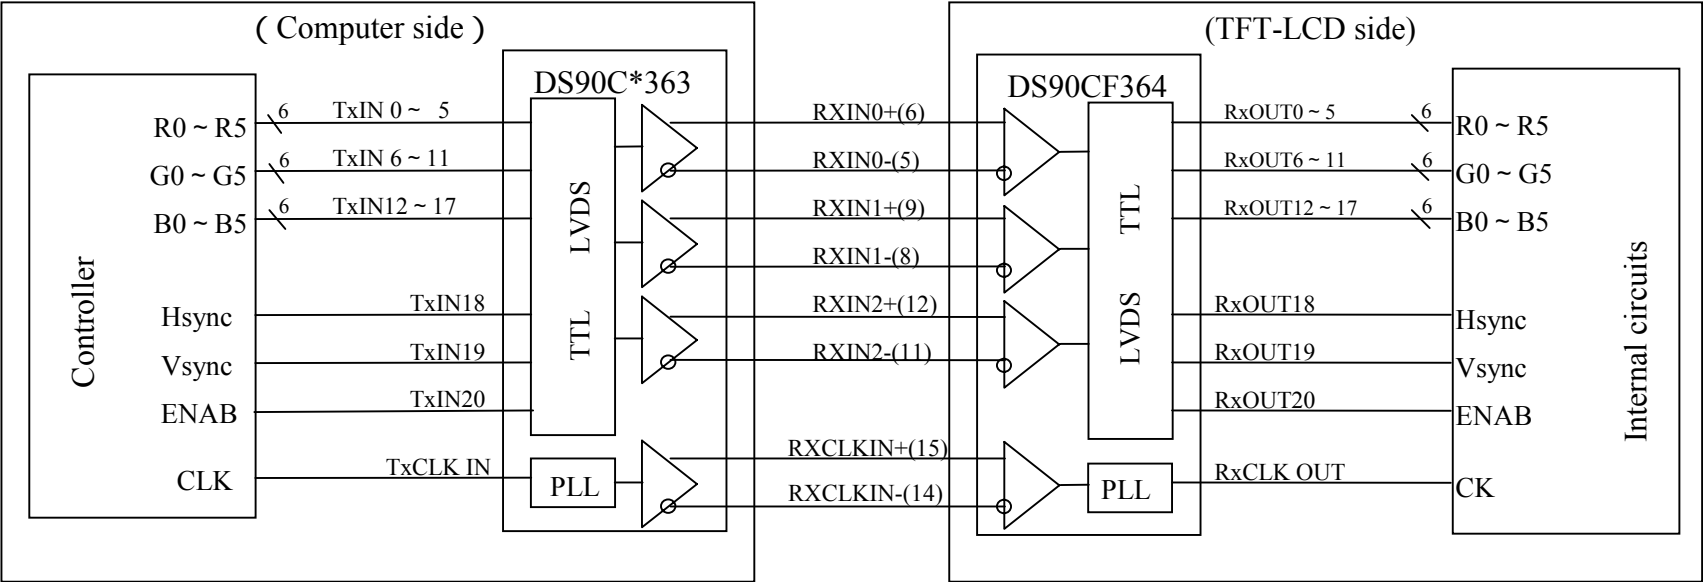 ( Computer side )
(TFT-LCD side)
DS90C*363
DS90CF364
R0 ~ R5
6
TxIN 0 ~ 5
RXIN0+(6)
RxOUT0 ~ 5
6
R0 ~ R5
G0 ~ G5
6
TxIN 6 ~ 11
RXIN0-(5)
RxOUT6 ~ 11
6
G0 ~ G5
B0 ~ B5
6
TxIN12 ~ 17
RXIN1+(9)
RxOUT12 ~ 17
6
B0 ~ B5
RXIN1-(8)
Controller
TTL LVDS
LVDS TTL
Internal circuits
Hsync
TxIN18
RXIN2+(12)
RxOUT18
Hsync
Vsync
TxIN19
RXIN2-(11)
RxOUT19
Vsync
ENAB
TxIN20
RxOUT20
ENAB
CLK
TxCLK IN
PLL
RXCLKIN+(15)
RXCLKIN-(14)
PLL
RxCLK OUT
CK